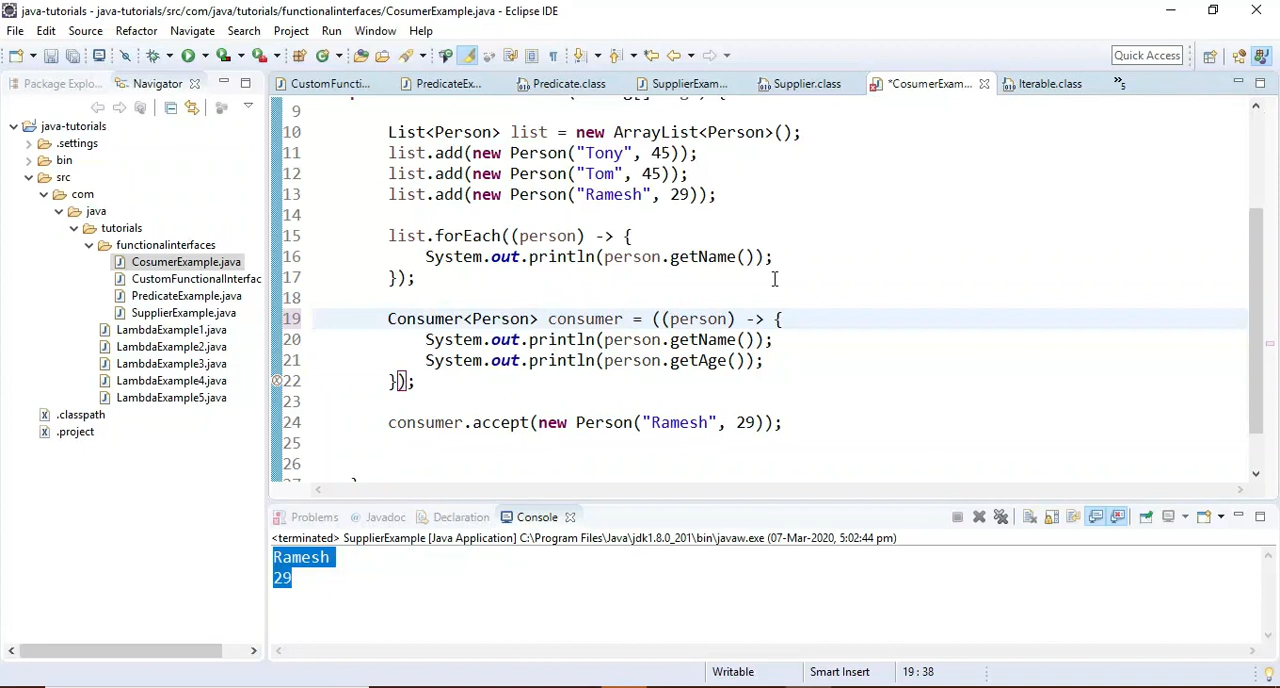 java-tutorials - java-tutorials/src/com/java/tutorials/functionalinterfaces/CosumerExample.java - Eclipse IDE
File Edit Source Refactor Navigate Search Project Run Window Help
Quick Access
Package Explo... Navigator
CustomFuncti... PredicateEx... Predicate.class SupplierExam... Supplier.class *CosumerExam... Iterable.class »5
java-tutorials
.settings
bin
src
com
java
tutorials
functionalinterfaces
CosumerExample.java
CustomFunctionalInterfac
PredicateExample.java
SupplierExample.java
LambdaExample1.java
LambdaExample2.java
LambdaExample3.java
LambdaExample4.java
LambdaExample5.java
.classpath
.project
9
10 List<Person> list = new ArrayList<Person>();
11 list.add(new Person("Tony", 45));
12 list.add(new Person("Tom", 45));
13 list.add(new Person("Ramesh", 29));
14
15 list.forEach((person) -> {
16 System.out.println(person.getName());
17 });
18
19 Consumer<Person> consumer = ((person) -> {
20 System.out.println(person.getName());
21 System.out.println(person.getAge());
22 });
23
24 consumer.accept(new Person("Ramesh", 29));
25
26
Problems Javadoc Declaration Console
<terminated> SupplierExample [Java Application] C:\Program Files\Java\jdk1.8.0_201\bin\javaw.exe (07-Mar-2020, 5:02:44 pm)
Ramesh
29
Writable Smart Insert 19 : 38